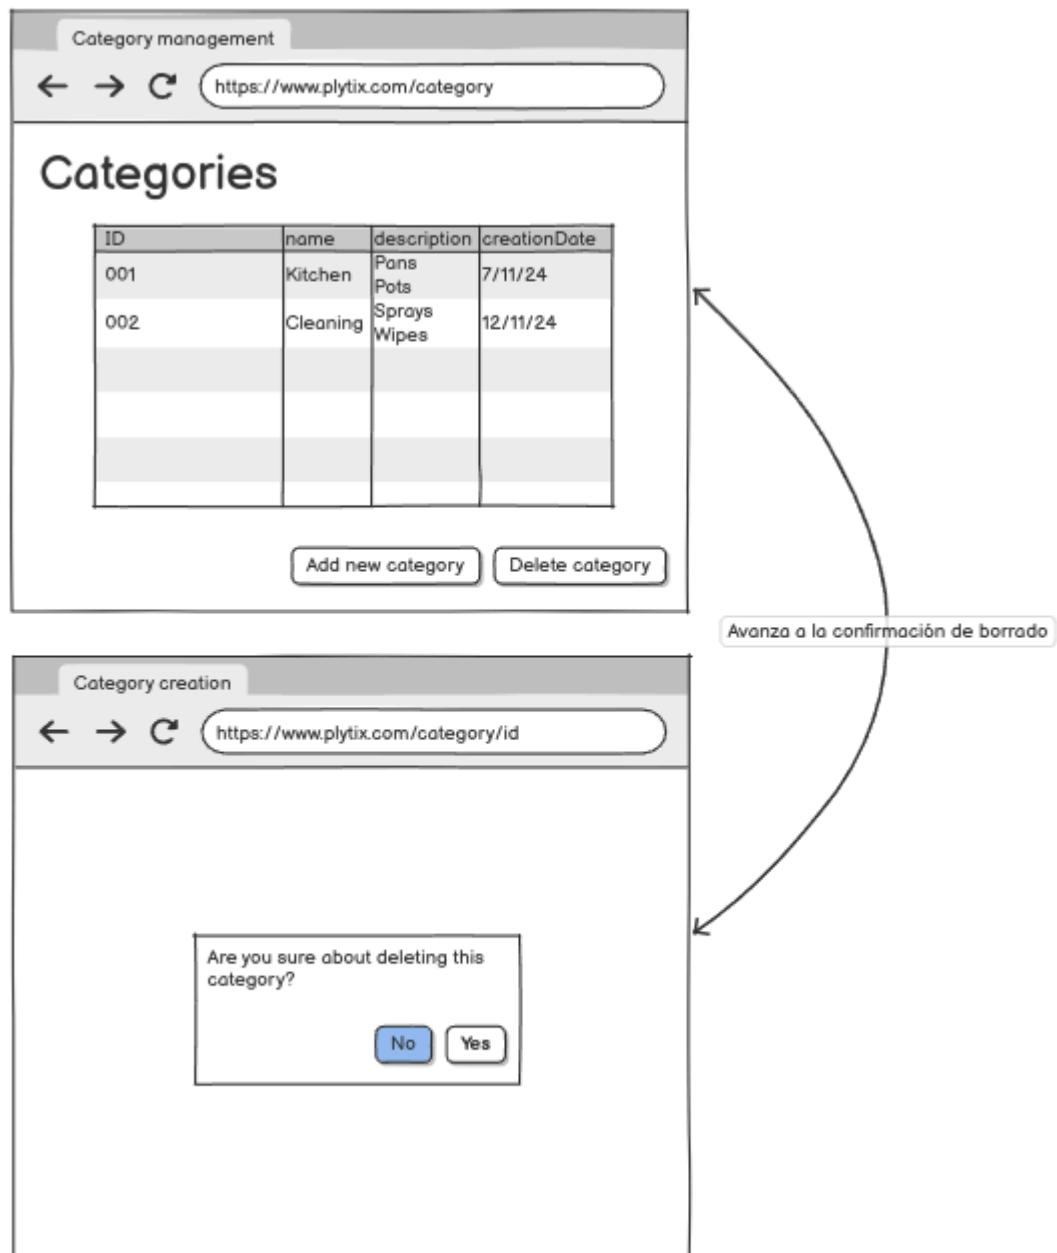 Category management
https://www.plytix.com/category
Categories
ID name description creationDate
001 Kitchen Pans Pots 7/11/24
002 Cleaning Sprays Wipes 12/11/24
Add new category Delete category
Avanza a la confirmación de borrado
Category creation
https://www.plytix.com/category/id
Are you sure about deleting this
category?
No Yes